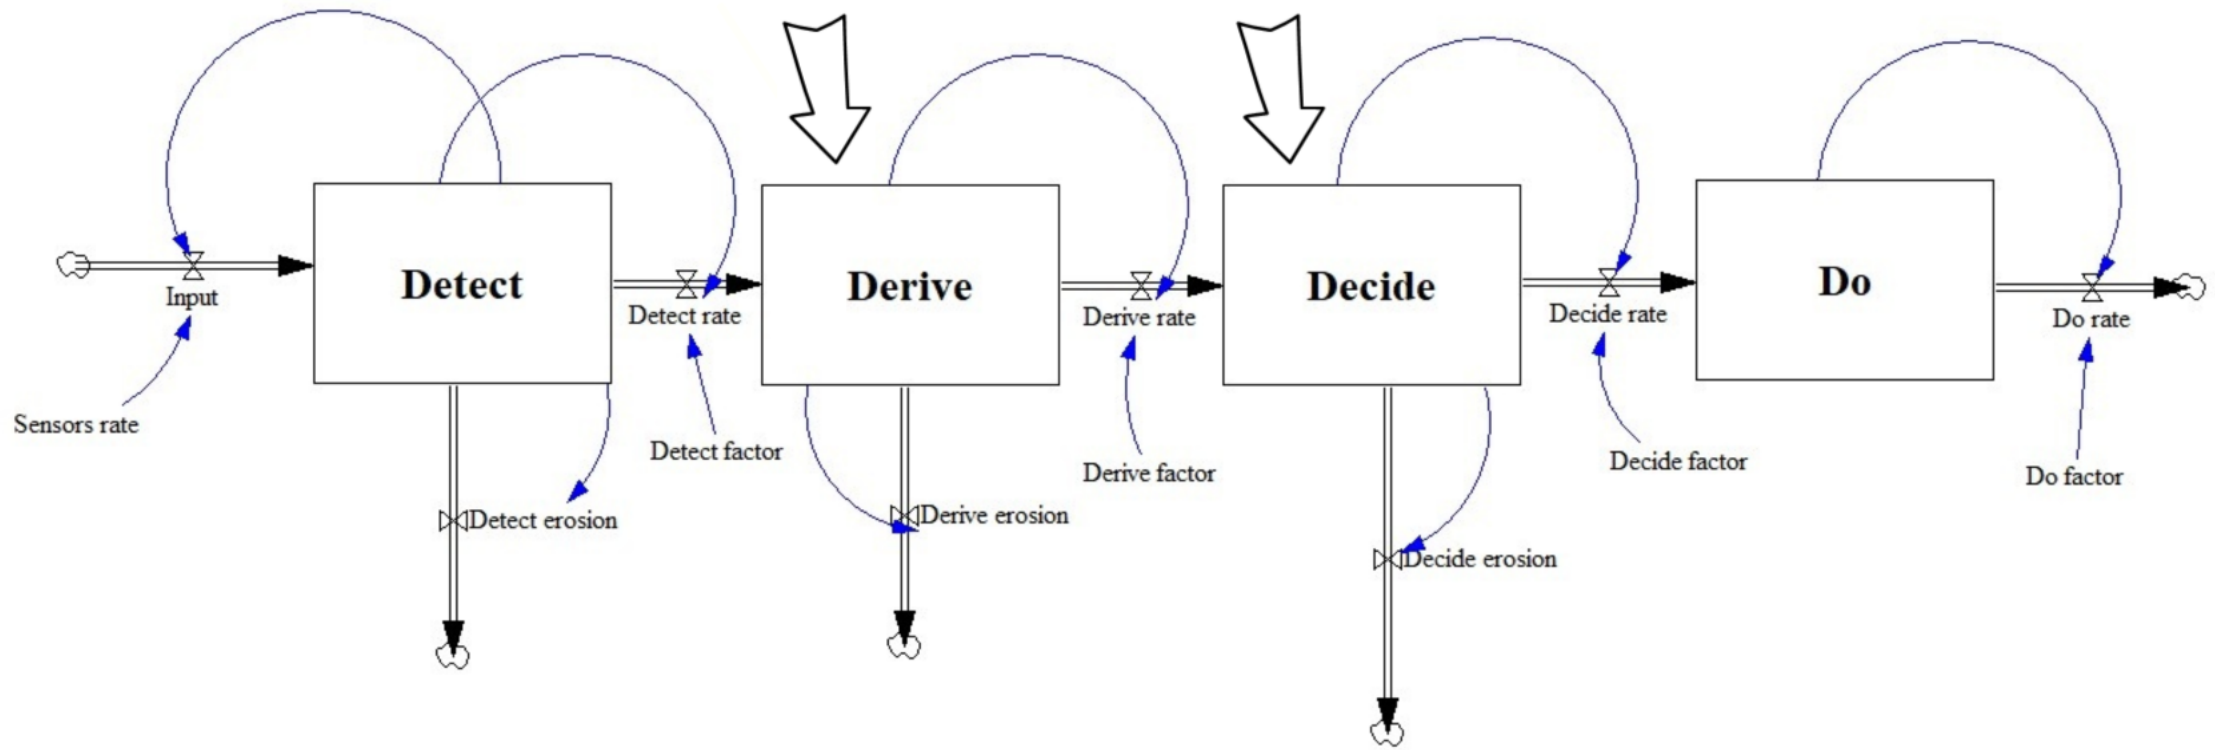 Detect
Derive
Decide
Do
Input
Detect rate
Derive rate
Decide rate
Do rate
Sensors rate
Detect factor
Derive factor
Decide factor
Do factor
Detect erosion
Derive erosion
Decide erosion